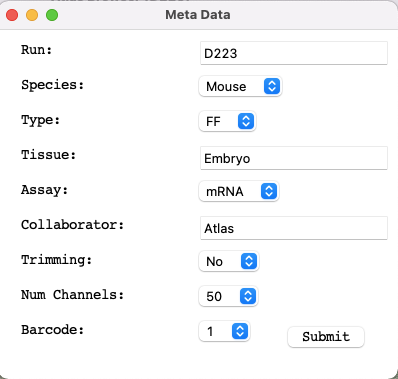 Meta Data
Run: D223
Species: Mouse
Type: FF
Tissue: Embryo
Assay: mRNA
Collaborator: Atlas
Trimming: No
Num Channels: 50
Barcode: 1 Submit